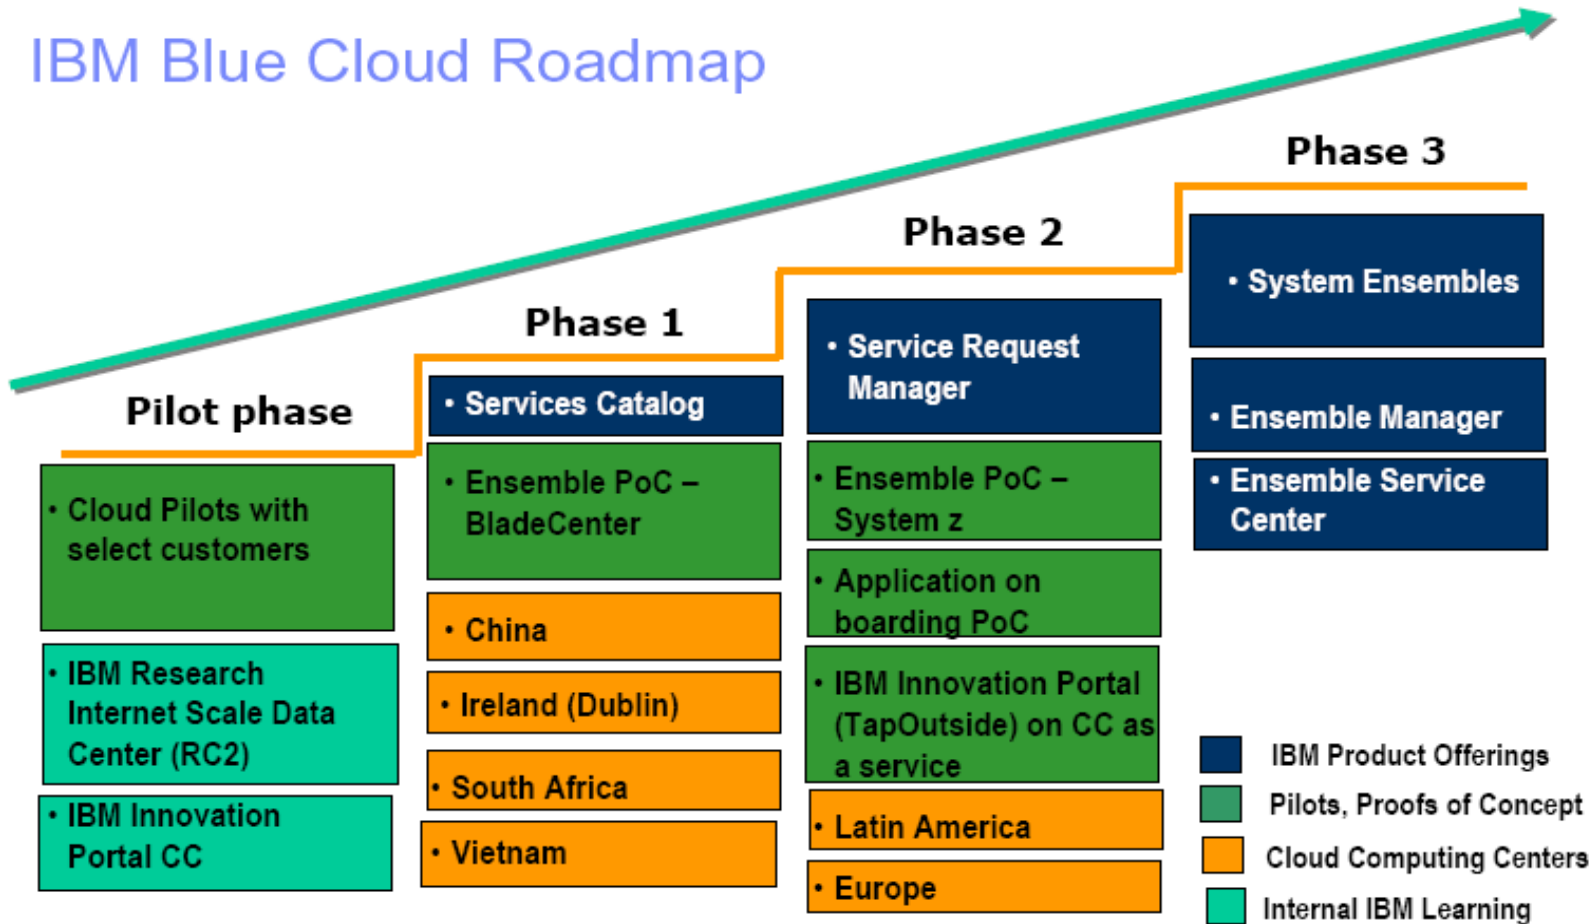 IBM Blue Cloud Roadmap
Pilot phase
• Cloud Pilots with
select customers
• IBM Research
Internet Scale Data
Center (RC2)
• IBM Innovation
Portal CC
Phase 1
• Services Catalog
• Ensemble PoC –
BladeCenter
• China
• Ireland (Dublin)
• South Africa
• Vietnam
Phase 2
• Service Request
Manager
• Ensemble PoC –
System z
• Application on
boarding PoC
• IBM Innovation Portal
(TapOutside) on CC as
a service
• Latin America
• Europe
Phase 3
• System Ensembles
• Ensemble Manager
• Ensemble Service
Center
IBM Product Offerings
Pilots, Proofs of Concept
Cloud Computing Centers
Internal IBM Learning